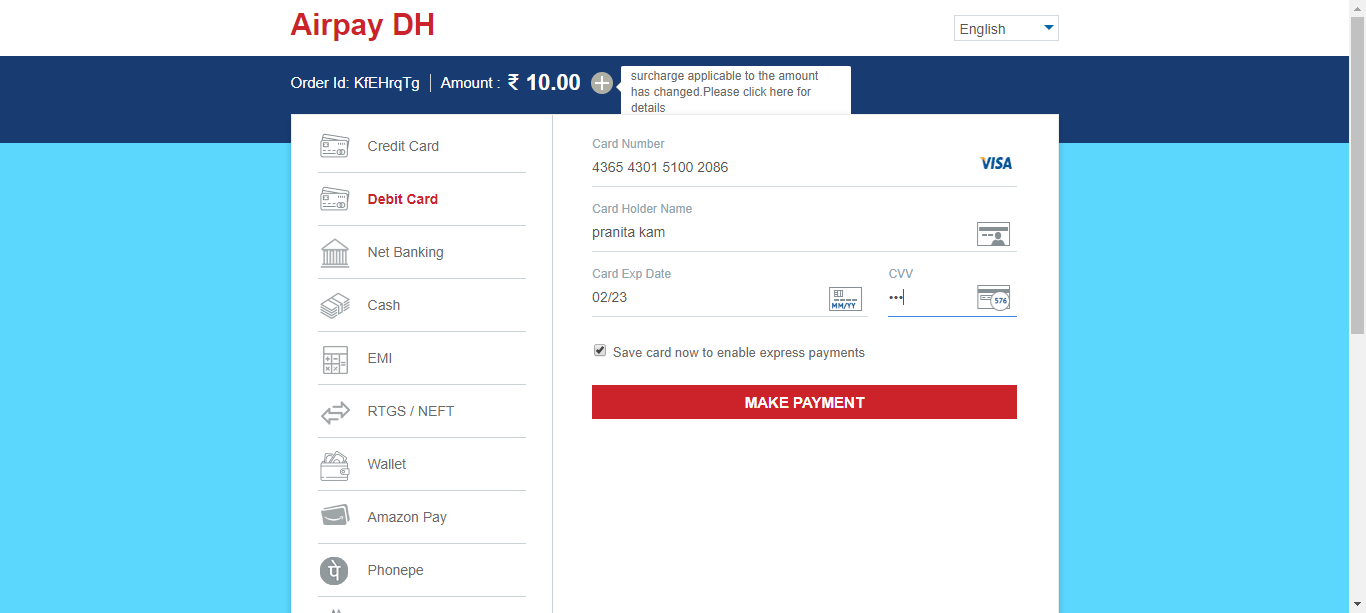 Airpay DH
English
Order Id: KfEHrqTg | Amount : ₹ 10.00
surcharge applicable to the amount
has changed.Please click here for
details
Credit Card
Debit Card
Net Banking
Cash
EMI
RTGS / NEFT
Wallet
Amazon Pay
Phonepe
Card Number
4365 4301 5100 2086
VISA
Card Holder Name
pranita kam
Card Exp Date
02/23
MM/YY
CVV
•••
576
Save card now to enable express payments
MAKE PAYMENT